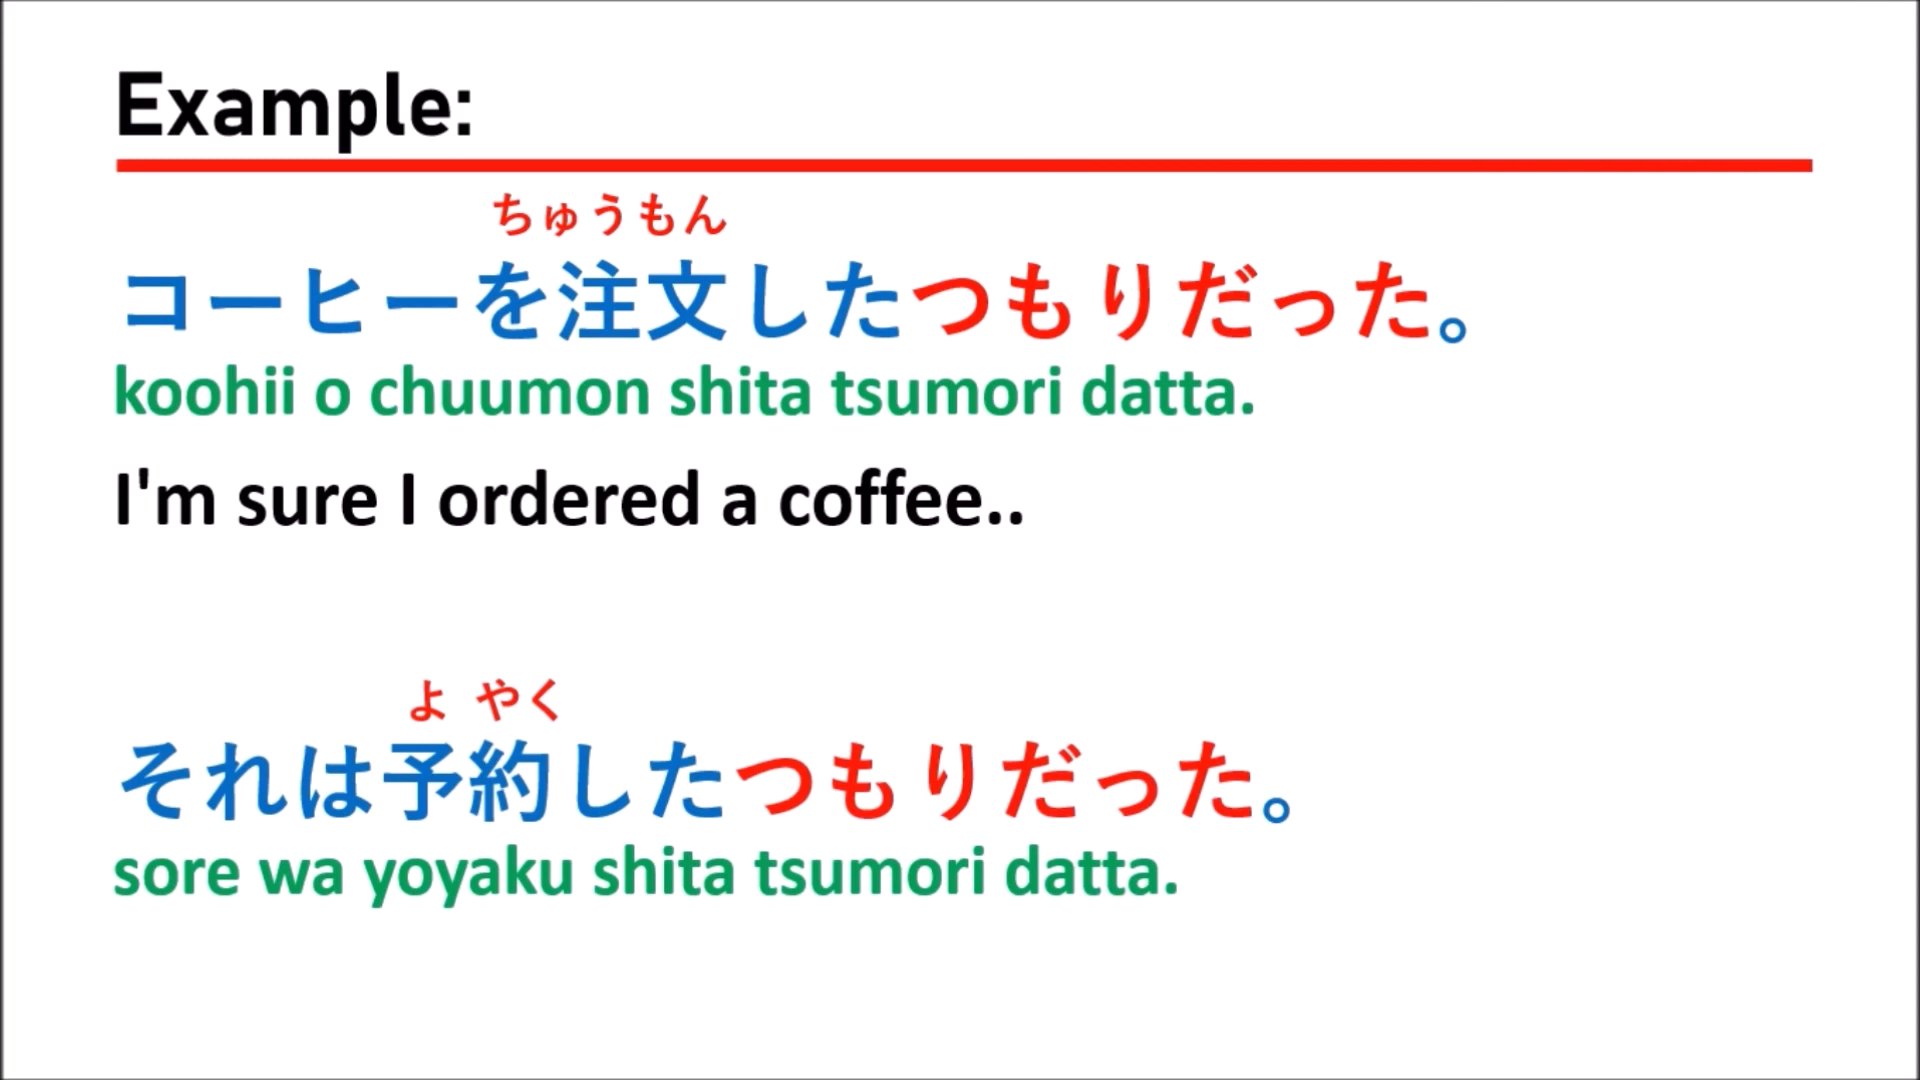 Example:
ちゅうもん
コーヒーを注文したつもりだった。
koohii o chuumon shita tsumori datta.
I'm sure I ordered a coffee..
よ やく
それは予約したつもりだった。
sore wa yoyaku shita tsumori datta.